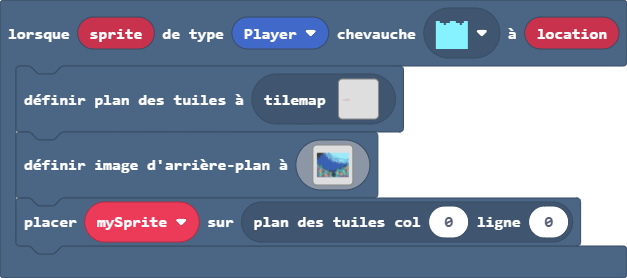 lorsque sprite de type Player chevauche à location
définir plan des tuiles à tilemap
définir image d'arrière-plan à
placer mySprite sur plan des tuiles col 0 ligne 0